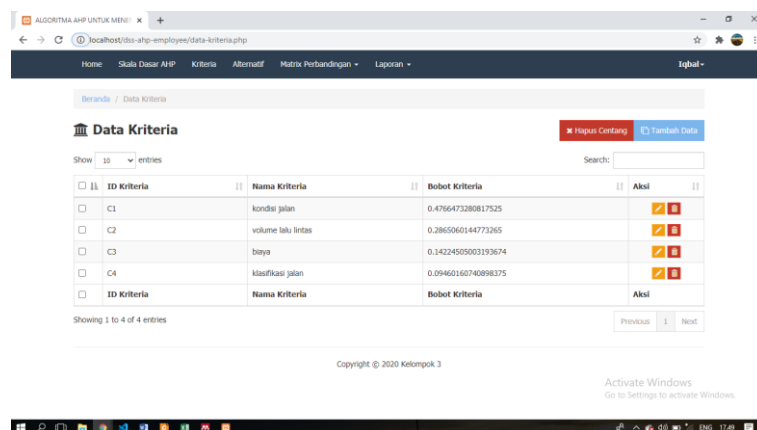 ALGORITMA AHP UNTUK MENE
localhost/dss-ahp-employee/data-kriteria.php
Home Skala Dasar AHP Kriteria Alternatif Matrix Perbandingan Laporan Iqbal
Beranda / Data Kriteria
Data Kriteria
Hapus Centang Tambah Data
Show 10 entries Search:
ID Kriteria Nama Kriteria Bobot Kriteria Aksi
C1 kondisi jalan 0.4766473280817525
C2 volume lalu lintas 0.2865060144773265
C3 biaya 0.14224505003193674
C4 klasifikasi jalan 0.09460160740898375
ID Kriteria Nama Kriteria Bobot Kriteria Aksi
Showing 1 to 4 of 4 entries Previous 1 Next
Copyright © 2020 Kelompok 3
Activate Windows
Go to Settings to activate Windows.
ENG 17.49